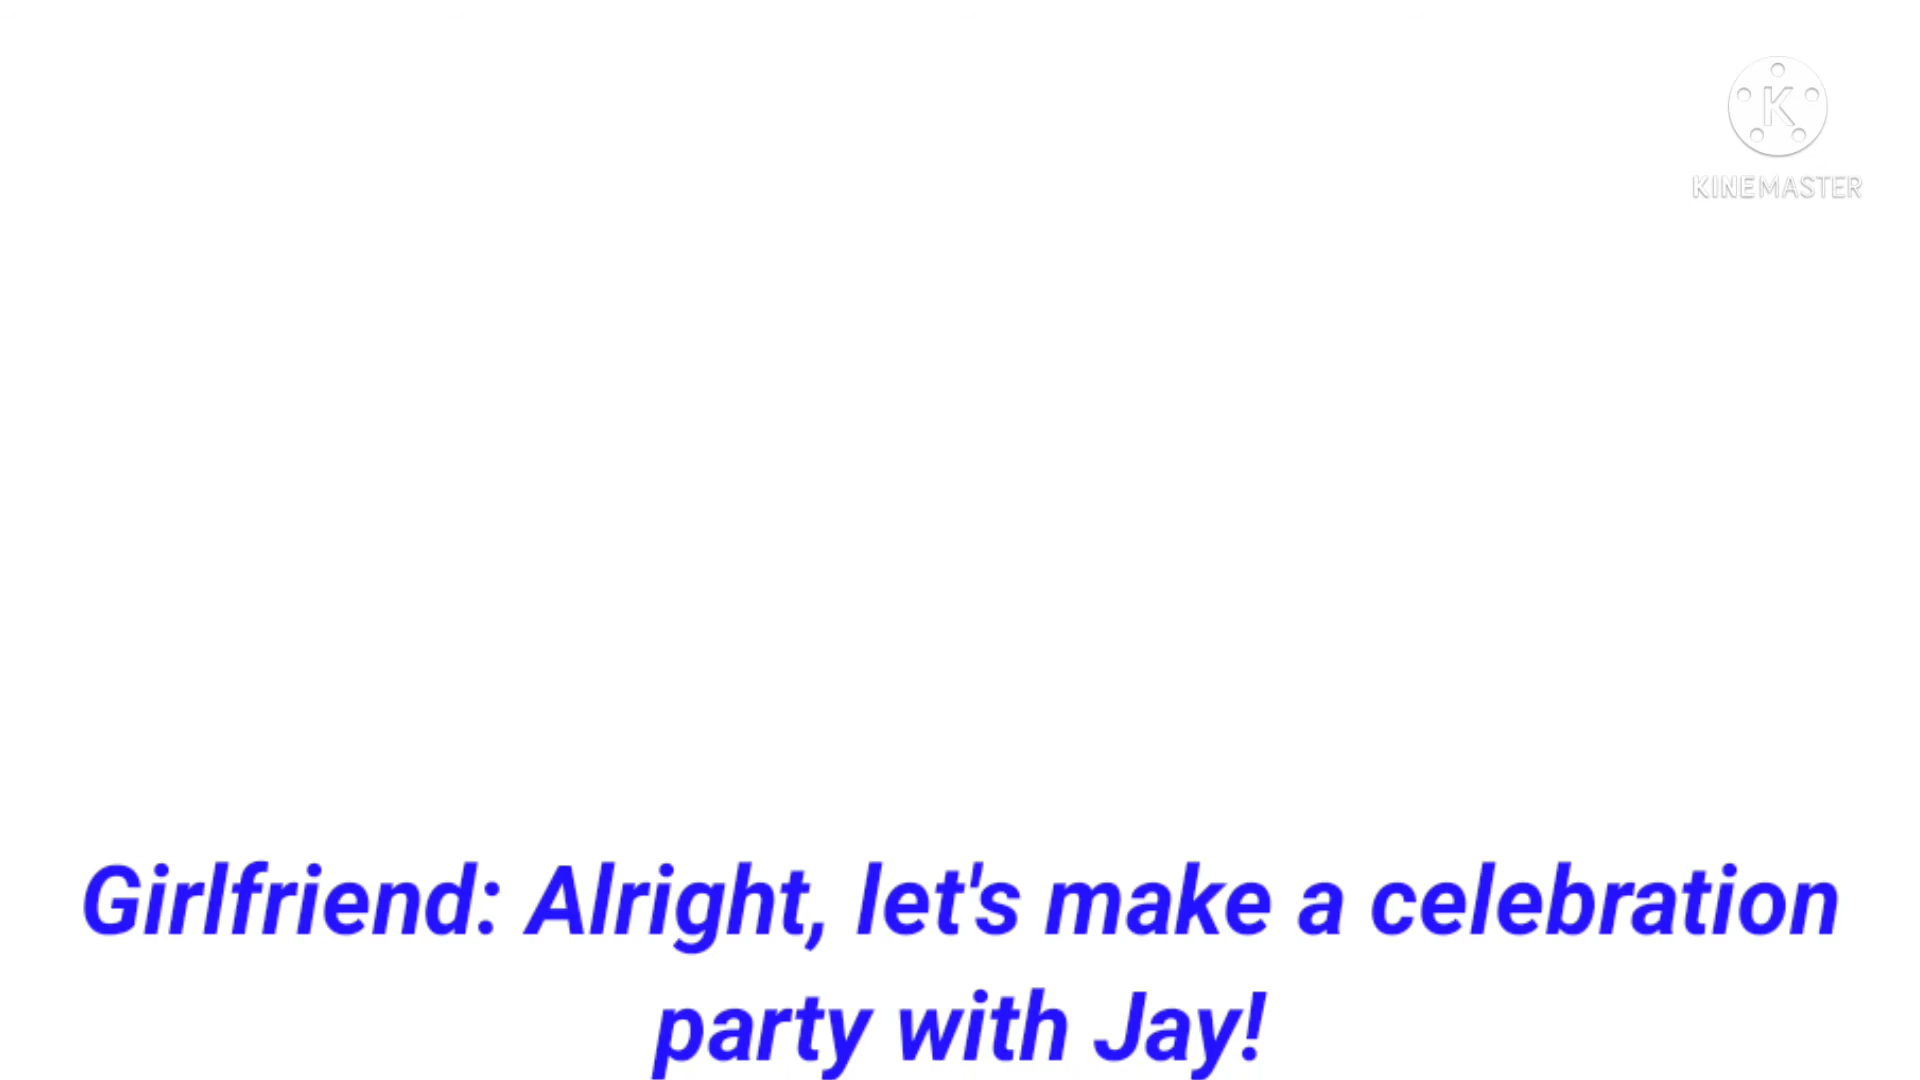 K
KINEMASTER
Girlfriend: Alright, let's make a celebration
party with Jay!